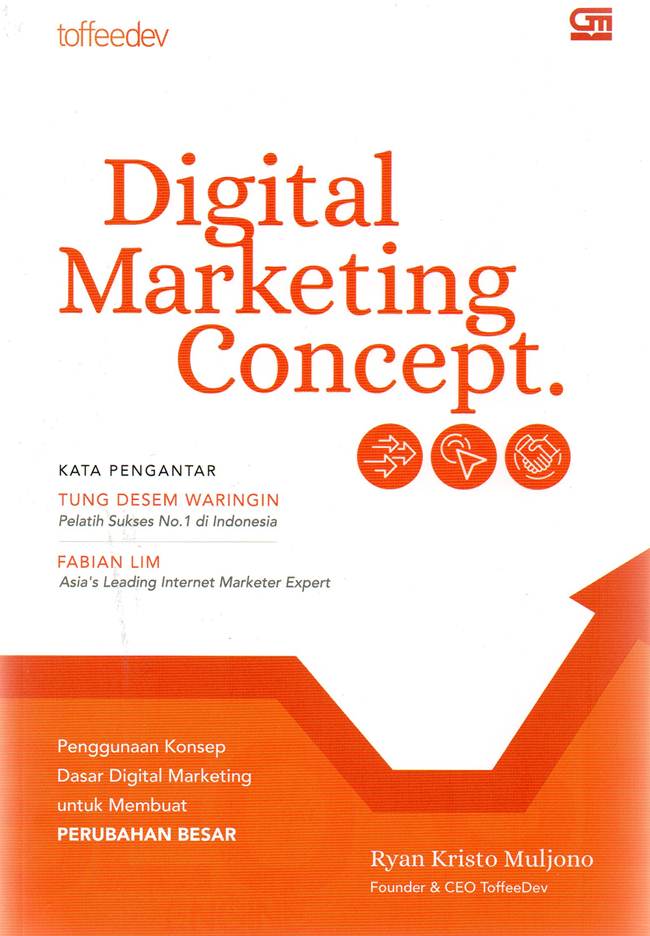 toffeedev
GM
Digital
Marketing
Concept.
KATA PENGANTAR
TUNG DESEM WARINGIN
Pelatih Sukses No.1 di Indonesia
FABIAN LIM
Asia's Leading Internet Marketer Expert
Penggunaan Konsep
Dasar Digital Marketing
untuk Membuat
PERUBAHAN BESAR
Ryan Kristo Muljono
Founder & CEO ToffeeDev